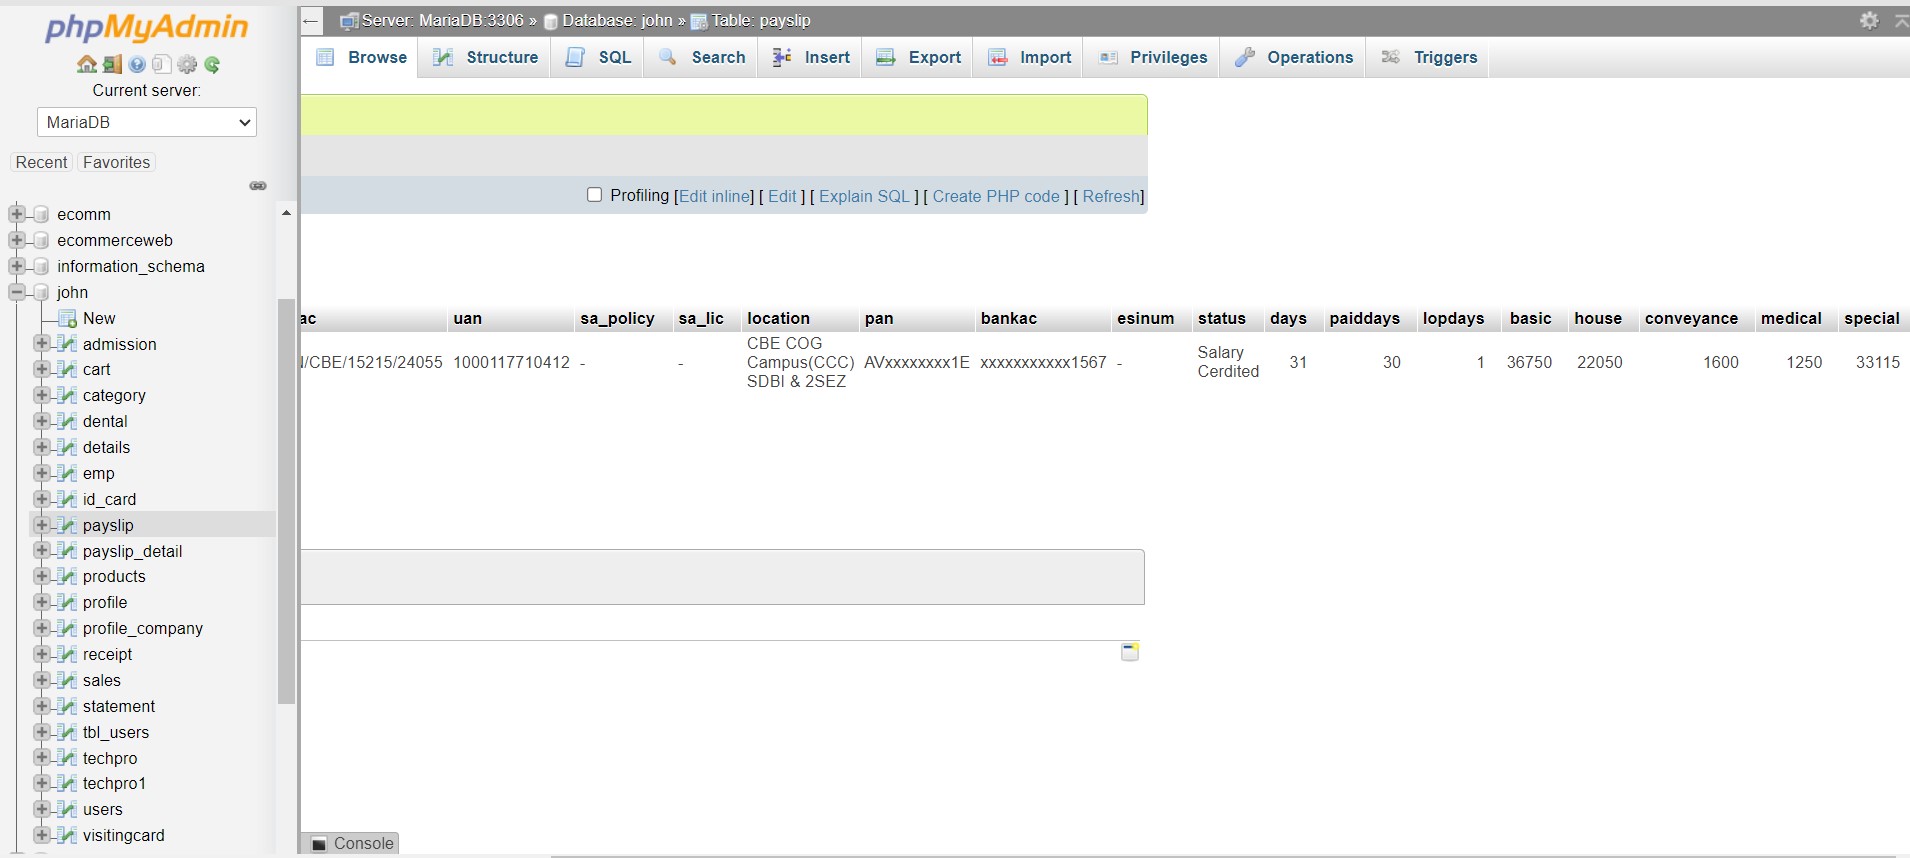 phpMyAdmin
Current server:
MariaDB
Recent Favorites
ecomm
ecommerceweb
information_schema
john
New
admission
cart
category
dental
details
emp
id_card
payslip
payslip_detail
products
profile
profile_company
receipt
sales
statement
tbl_users
techpro
techpro1
users
visitingcard
← Server: MariaDB:3306 » Database: john » Table: payslip
Browse Structure SQL Search Insert Export Import Privileges Operations Triggers
Profiling [Edit inline] [ Edit ] [ Explain SQL ] [ Create PHP code ] [ Refresh]
ac uan sa_policy sa_lic location pan bankac esinum status days paiddays lopdays basic house conveyance medical special
/CBE/15215/24055 1000117710412 - - CBE COG Campus(CCC) SDBI & 2SEZ AVxxxxxxxx1E xxxxxxxxxxx1567 - Salary Cerdited 31 30 1 36750 22050 1600 1250 33115
Console